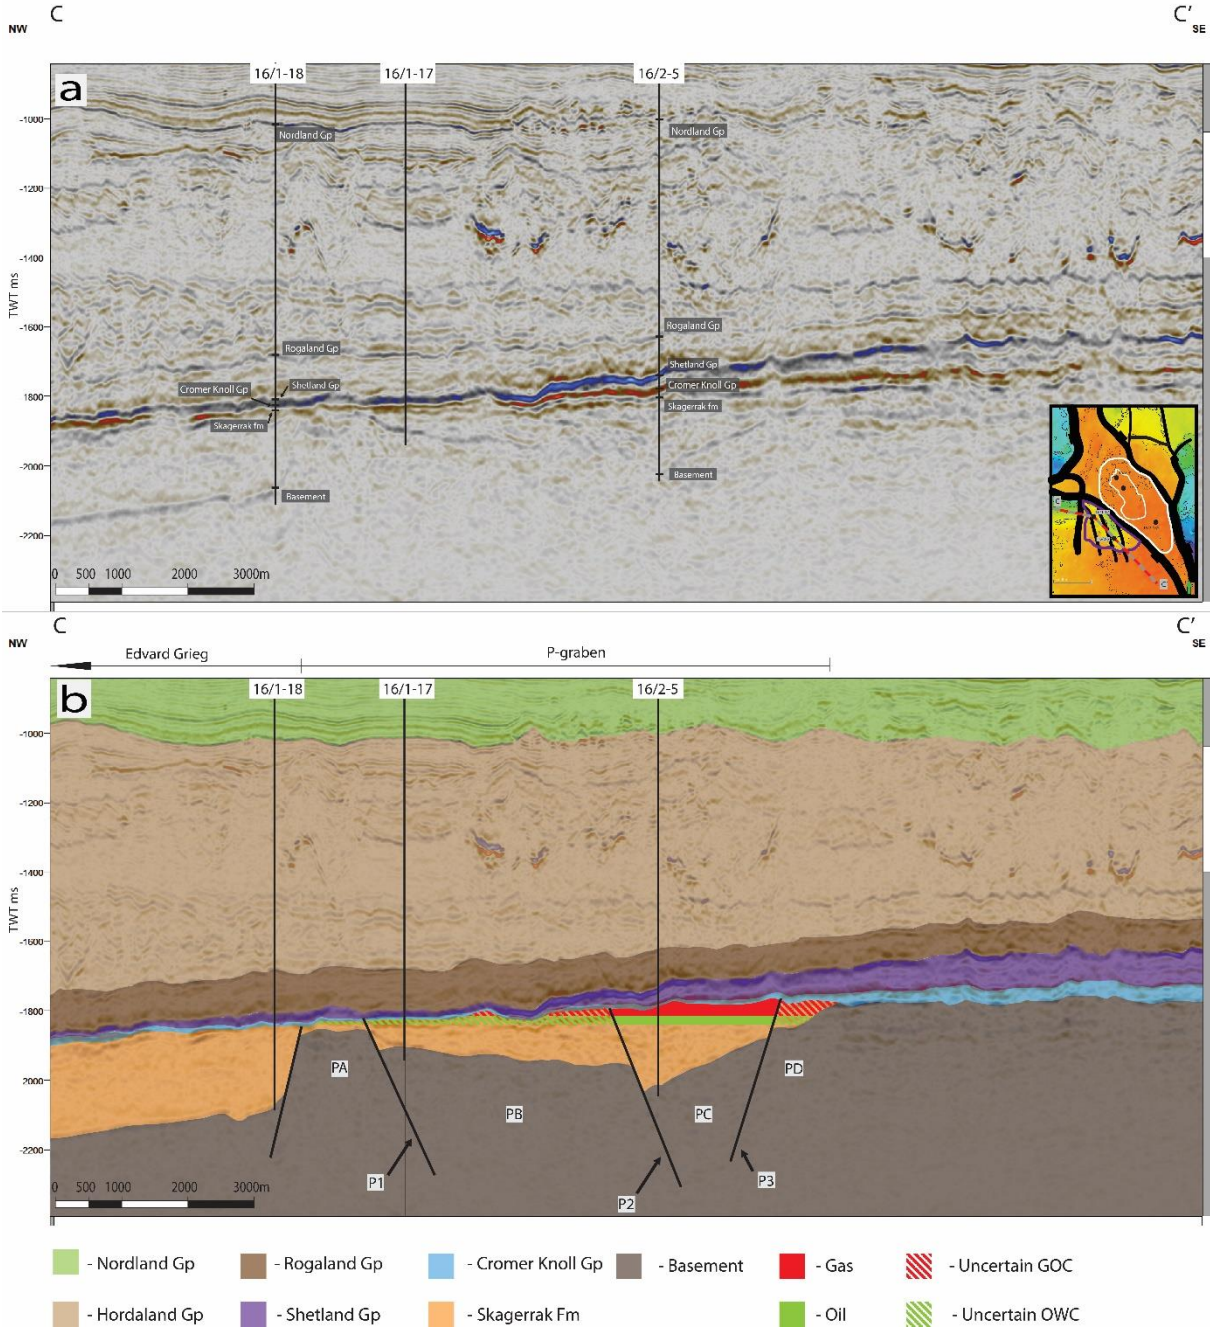 C C'
NW SE
a
16/1-18 16/1-17 16/2-5
-1000
Nordland Gp Nordland Gp
-1200
-1400
TWT ms
-1600
Rogaland Gp Rogaland Gp
Shetland Gp
Cromer Knoll Gp Shetland Gp Cromer Knoll Gp
-1800
Skagerrak fm Skagerrak fm
-2000
Basement Basement
-2200
0 500 1000 2000 3000m
C C'
NW SE
Edvard Grieg P-graben
b
16/1-18 16/1-17 16/2-5
-1000
-1200
-1400
TWT ms
-1600
-1800
PA PD
-2000
PB PC
-2200
P1 P2 P3
0 500 1000 2000 3000m
- Nordland Gp - Rogaland Gp - Cromer Knoll Gp - Basement - Gas - Uncertain GOC
- Hordaland Gp - Shetland Gp - Skagerrak Fm - Oil - Uncertain OWC